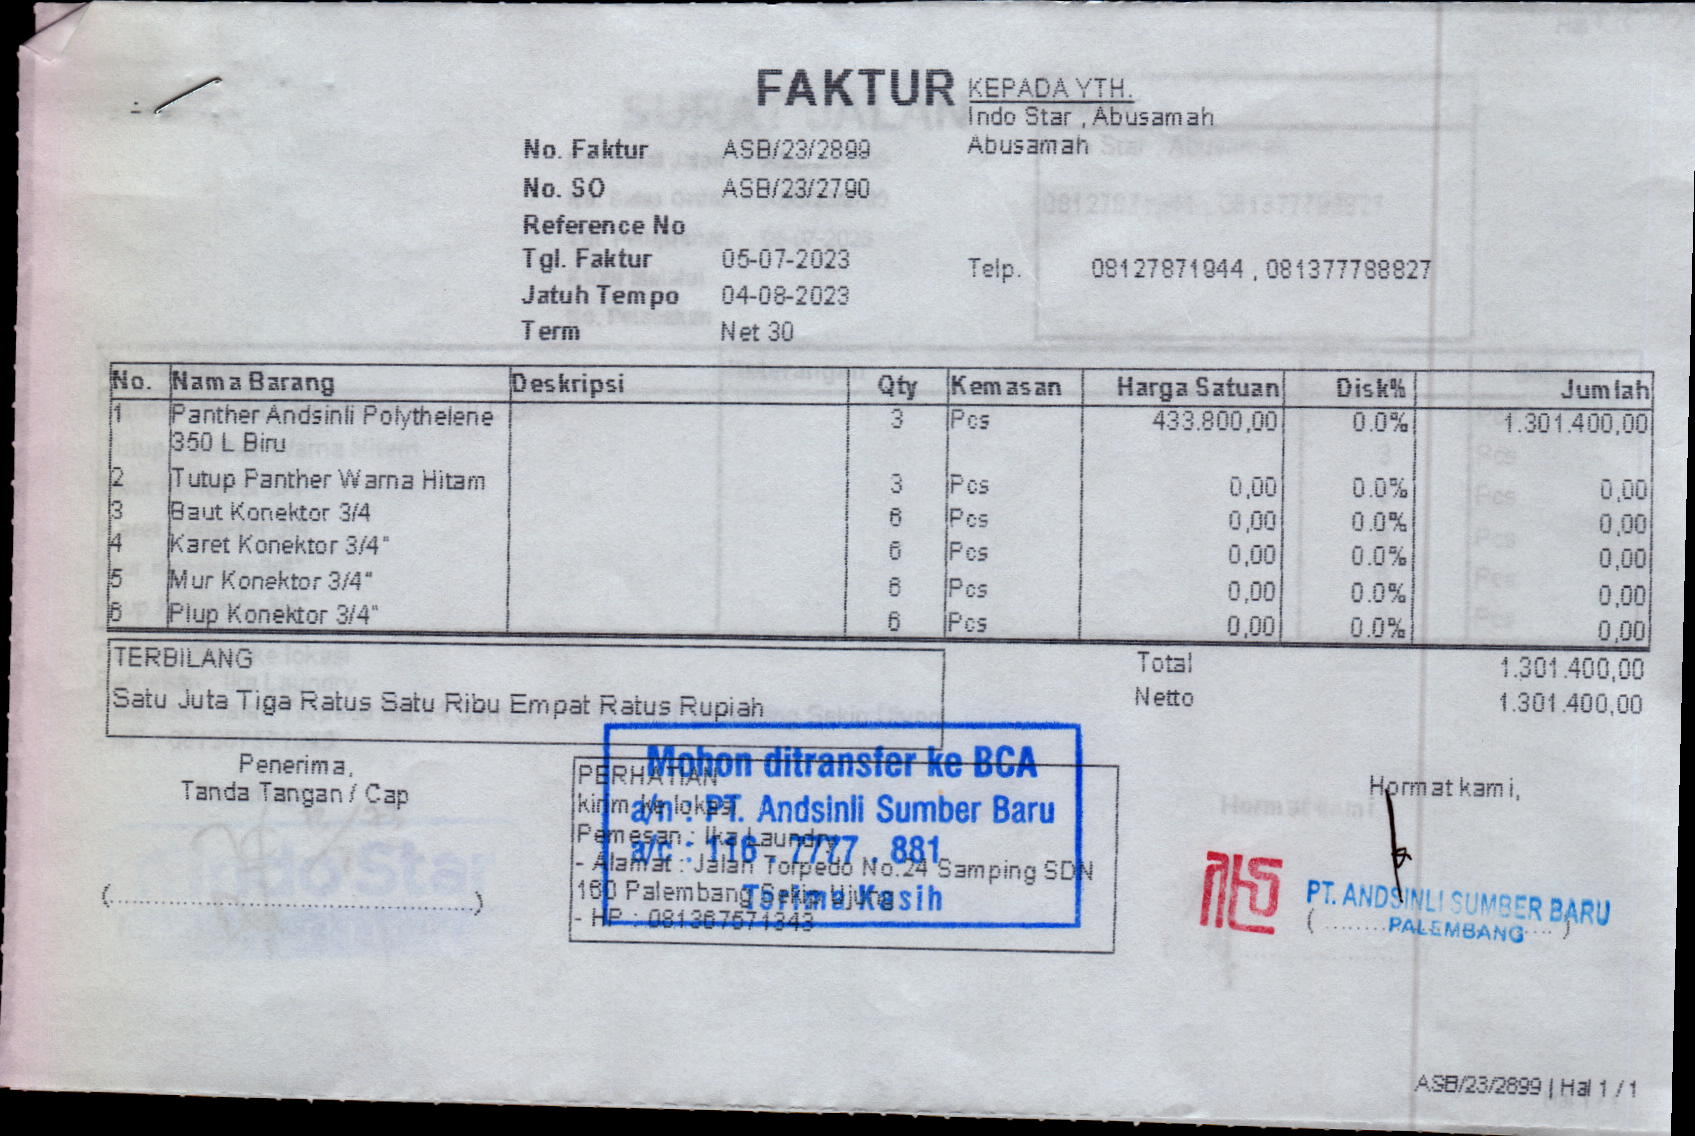 FAKTUR
KEPADA YTH.
Indo Star , Abusamah
Abusamah
No. Faktur ASB/23/2899
No. SO ASB/23/2790
Reference No
Tgl. Faktur 05-07-2023
Telp. 08127871944 , 081377788827
Jatuh Tempo 04-08-2023
Term Net 30
No. Nama Barang Deskripsi Qty Kemasan Harga Satuan Disk% Jumlah
1 Panther Andsinli Polythelene 3 Pcs 433.800,00 0.0% 1.301.400,00
350 L Biru
2 Tutup Panther Warna Hitam 3 Pcs 0,00 0.0% 0,00
3 Baut Konektor 3/4 6 Pcs 0,00 0.0% 0,00
4 Karet Konektor 3/4" 6 Pcs 0,00 0.0% 0,00
5 Mur Konektor 3/4" 6 Pcs 0,00 0.0% 0,00
6 Plup Konektor 3/4" 6 Pcs 0,00 0.0% 0,00
TERBILANG
Satu Juta Tiga Ratus Satu Ribu Empat Ratus Rupiah
Total 1.301.400,00
Netto 1.301.400,00
Penerima,
Tanda Tangan / Cap
(........................................)
PERHATIAN
kirim ke lokasi
Pemesan : Ika Laundry
- Alamat : Jalan Torpedo No.24 Samping SDN
160 Palembang Sekip Ujung
- HP : 081367671343
Mohon ditransfer ke BCA
a/n : PT. Andsinli Sumber Baru
a/c : 116 . 7777 . 881
Terima Kasih
Hormat kami,
PT. ANDSINLI SUMBER BARU
PALEMBANG
ASB/23/2899 | Hal 1 / 1